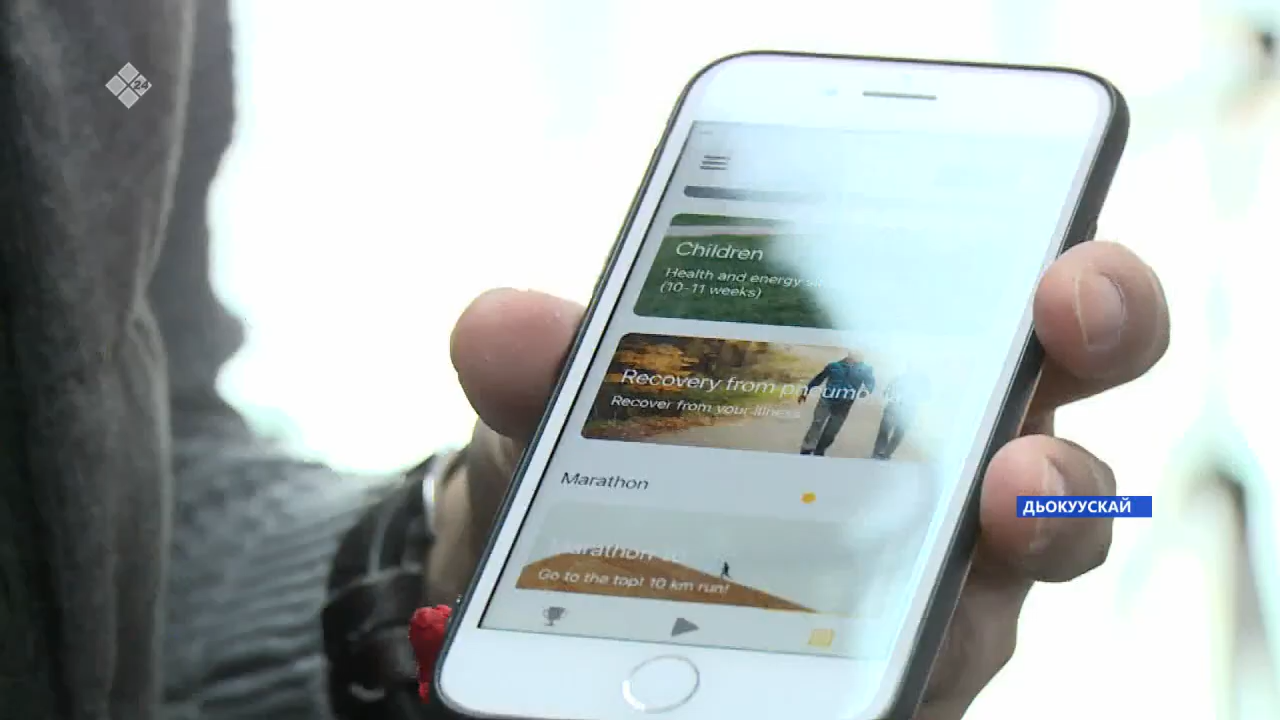 24
Children
Health and energy
(10-11 weeks)
Recovery from
Recover from your illness
Marathon
Marathon
Go to the top! 10 km run!
ДЬОКУУСКАЙ